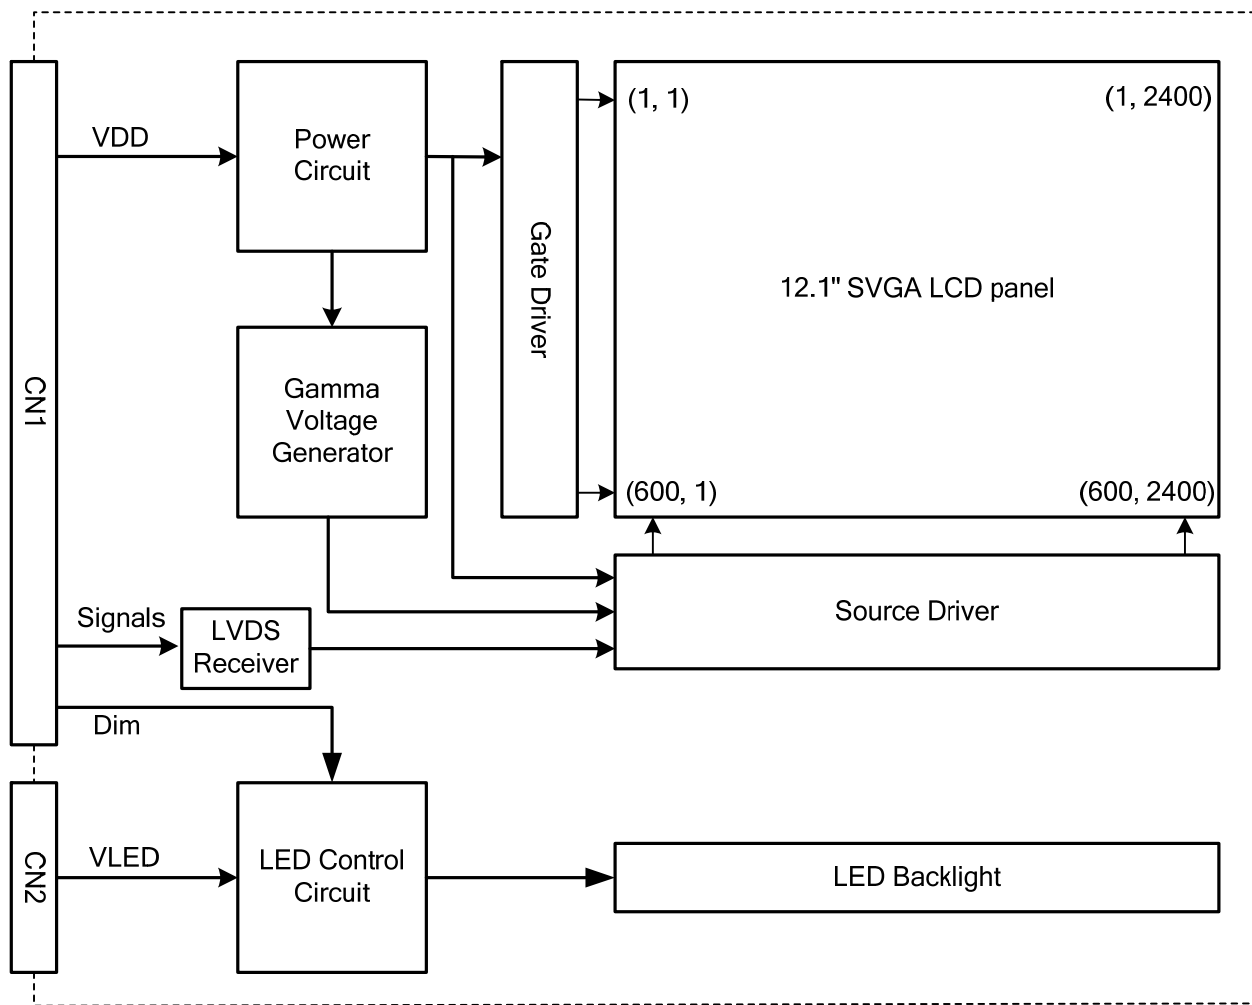 VDD
Power
Circuit
(1, 1)
(1, 2400)
Gate Driver
12.1" SVGA LCD panel
CN1
Gamma
Voltage
Generator
(600, 1)
(600, 2400)
Signals
LVDS
Receiver
Source Driver
Dim
CN2
VLED
LED Control
Circuit
LED Backlight